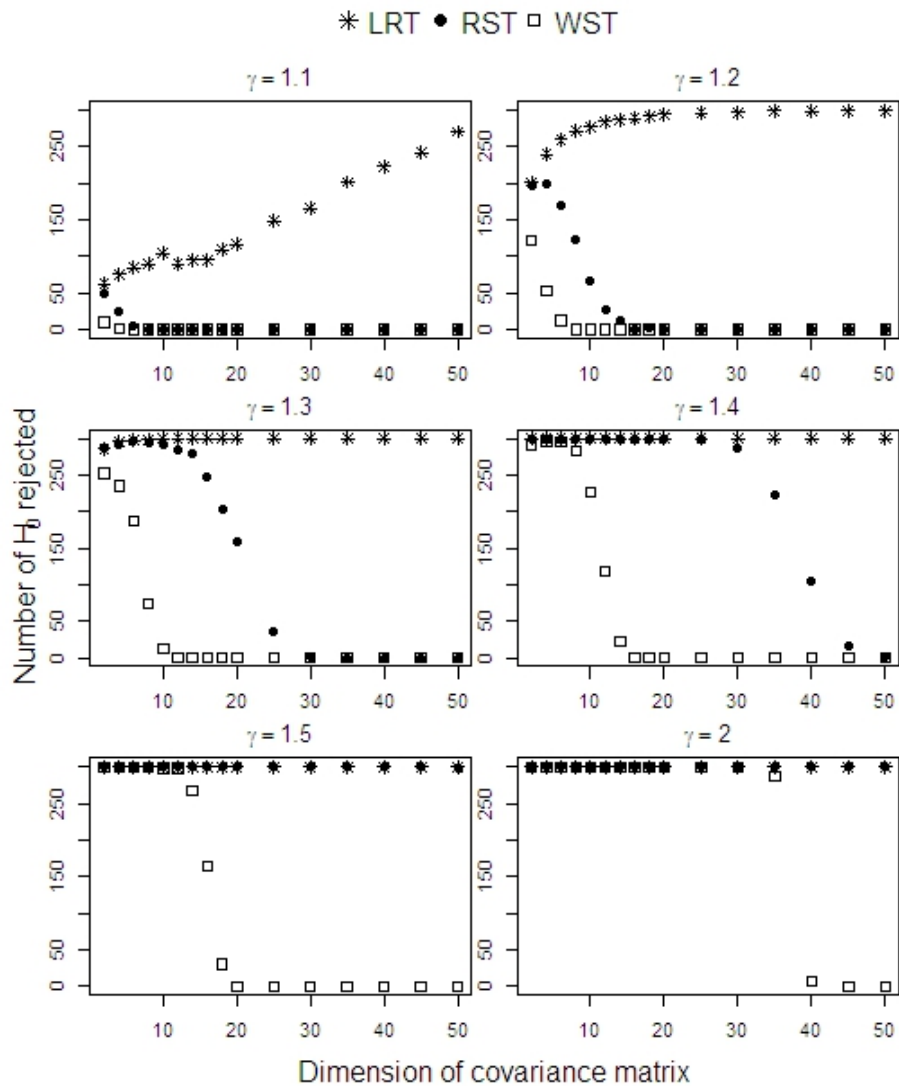 LRT RST WST
γ = 1.1 γ = 1.2
250 250
150 150
50 50
0 0
10 20 30 40 50 10 20 30 40 50
γ = 1.3 γ = 1.4
250 250
150 150
50 50
0 0
10 20 30 40 50 10 20 30 40 50
γ = 1.5 γ = 2
250 250
150 150
50 50
0 0
10 20 30 40 50 10 20 30 40 50
Number of H0 rejected
Dimension of covariance matrix